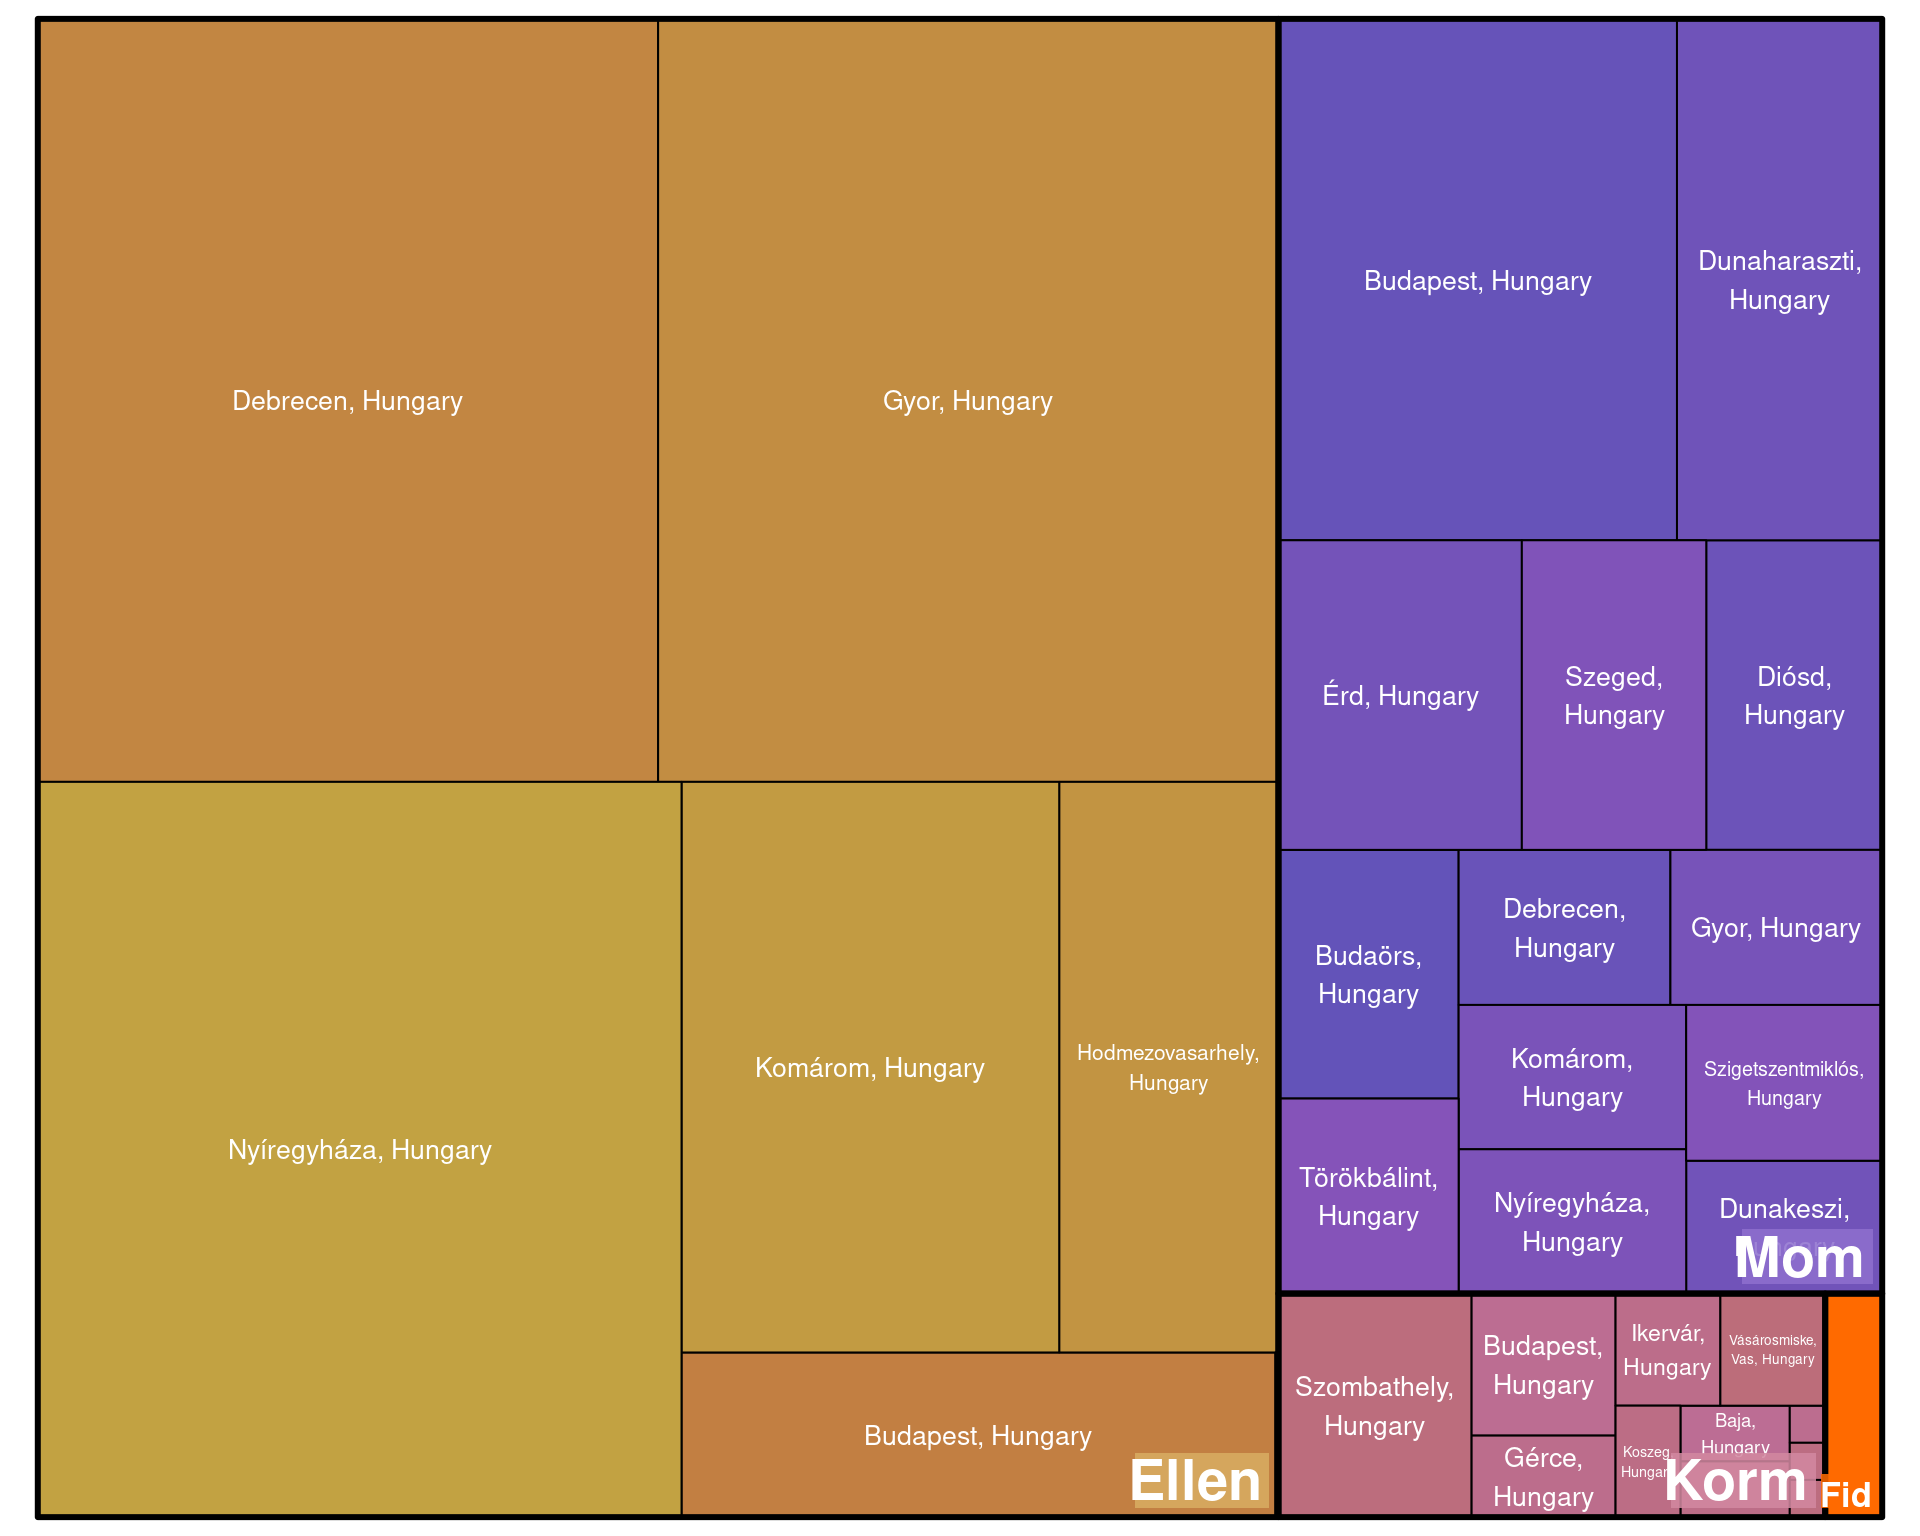 Debrecen, Hungary
Gyor, Hungary
Nyíregyháza, Hungary
Komárom, Hungary
Hodmezovasarhely,
Hungary
Budapest, Hungary
Ellen
Budapest, Hungary
Dunaharaszti,
Hungary
Érd, Hungary
Szeged,
Hungary
Diósd,
Hungary
Budaörs,
Hungary
Debrecen,
Hungary
Gyor, Hungary
Törökbálint,
Hungary
Komárom,
Hungary
Szigetszentmiklós,
Hungary
Nyíregyháza,
Hungary
Dunakeszi,
Mom
Szombathely,
Hungary
Budapest,
Hungary
Gérce,
Hungary
Ikervár,
Hungary
Vásárosmiske,
Vas, Hungary
Koszeg
Baja,
Hungary
Korm
Fid